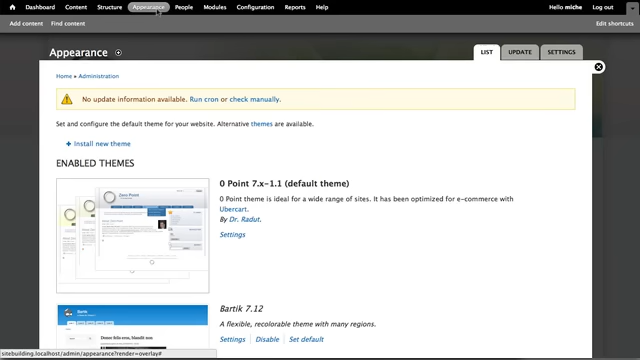 Dashboard Content Structure Appearance People Modules Configuration Reports Help Hello miche Log out
Add content Find content Edit shortcuts
Appearance LIST UPDATE SETTINGS
Home » Administration
No update information available. Run cron or check manually.
Set and configure the default theme for your website. Alternative themes are available.
+ Install new theme
ENABLED THEMES
0 Point 7.x-1.1 (default theme)
0 Point theme is ideal for a wide range of sites. It has been optimized for e-commerce with
Ubercart.
By Dr. Radut.
Settings
Zero Point
Bartik 7.12
A flexible, recolorable theme with many regions.
Settings Disable Set default
Bartik
sitebuilding.localhost/admin/appearance?render=overlay#